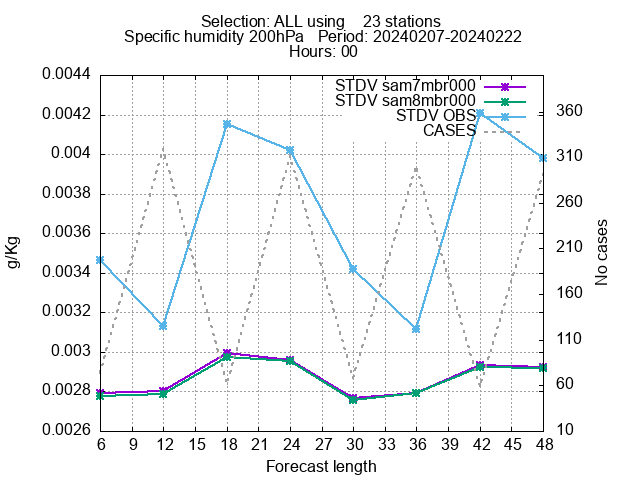 Selection: ALL using    23 stations
Specific humidity 200hPa   Period: 20240207-20240222
Hours: 00
STDV sam7mbr000
STDV sam8mbr000
STDV OBS
CASES
g/Kg
0.0044
0.0042
0.004
0.0038
0.0036
0.0034
0.0032
0.003
0.0028
0.0026
No cases
360
310
260
210
160
110
60
10
6 9 12 15 18 21 24 27 30 33 36 39 42 45 48
Forecast length